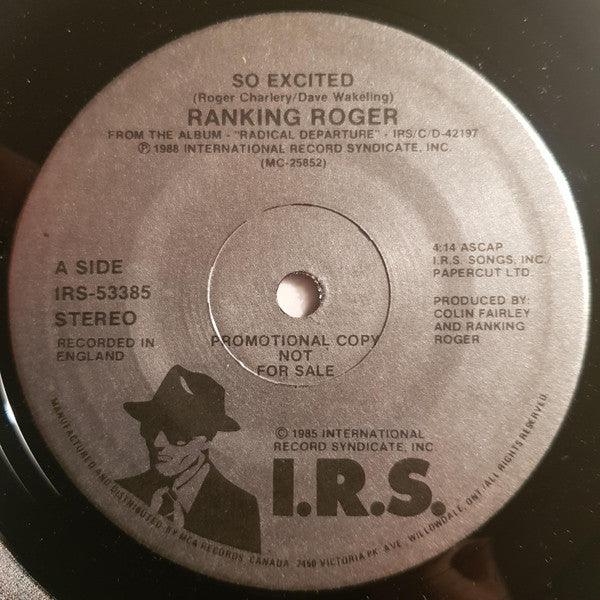 SO EXCITED
(Roger Charlery/Dave Wakeling)
RANKING ROGER
FROM THE ALBUM - "RADICAL DEPARTURE" - IRS/C/D-42197
Ⓟ 1988 INTERNATIONAL RECORD SYNDICATE, INC.
(MC-25852)
A SIDE
IRS-53385
STEREO
RECORDED IN
ENGLAND
4:14 ASCAP
I.R.S. SONGS, INC./
PAPERCUT LTD.
PRODUCED BY:
COLIN FAIRLEY
AND RANKING
ROGER
PROMOTIONAL COPY
NOT
FOR SALE
© 1985 INTERNATIONAL
RECORD SYNDICATE, INC
I.R.S.
MANUFACTURED AND DISTRIBUTED BY MCA RECORDS, CANADA, 2450 VICTORIA PK. AVE., WILLOWDALE, ONT./ALL RIGHTS RESERVED.